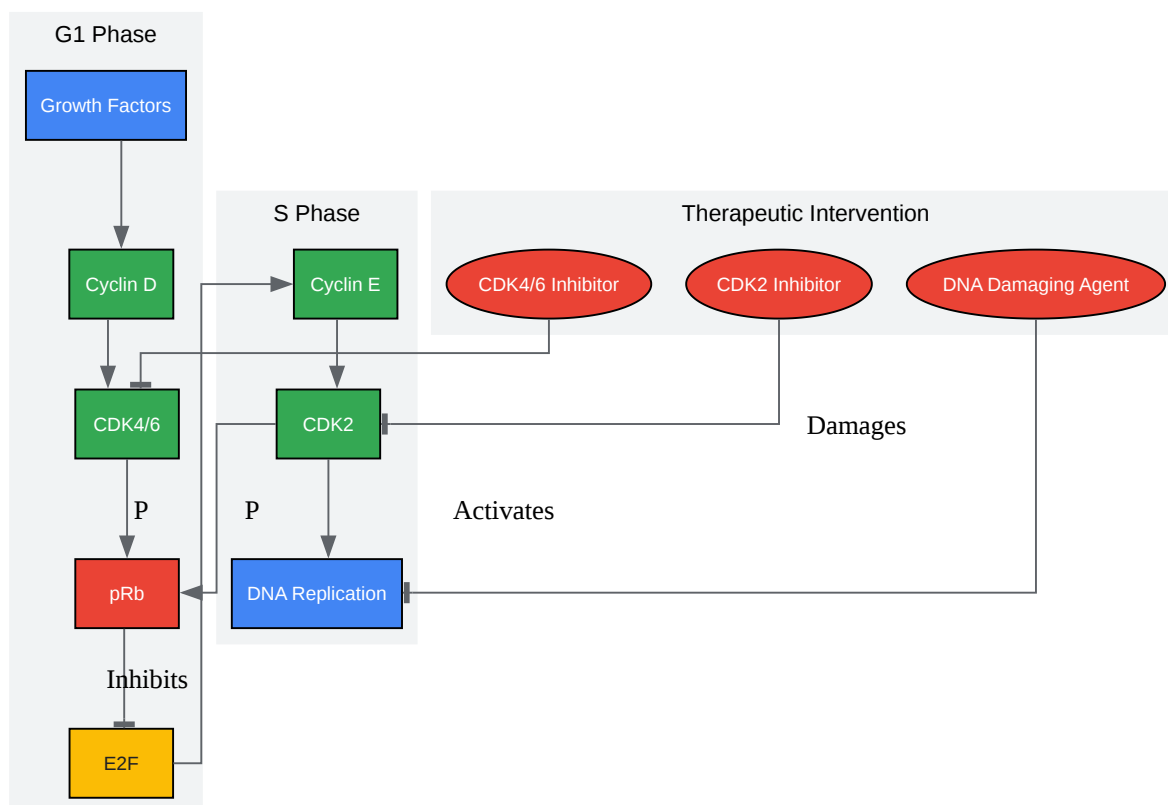 G1 Phase
Growth Factors
S Phase
Therapeutic Intervention
Cyclin D
Cyclin E
CDK4/6 Inhibitor
CDK2 Inhibitor
DNA Damaging Agent
CDK4/6
CDK2
Damages
P
P
Activates
pRb
DNA Replication
Inhibits
E2F